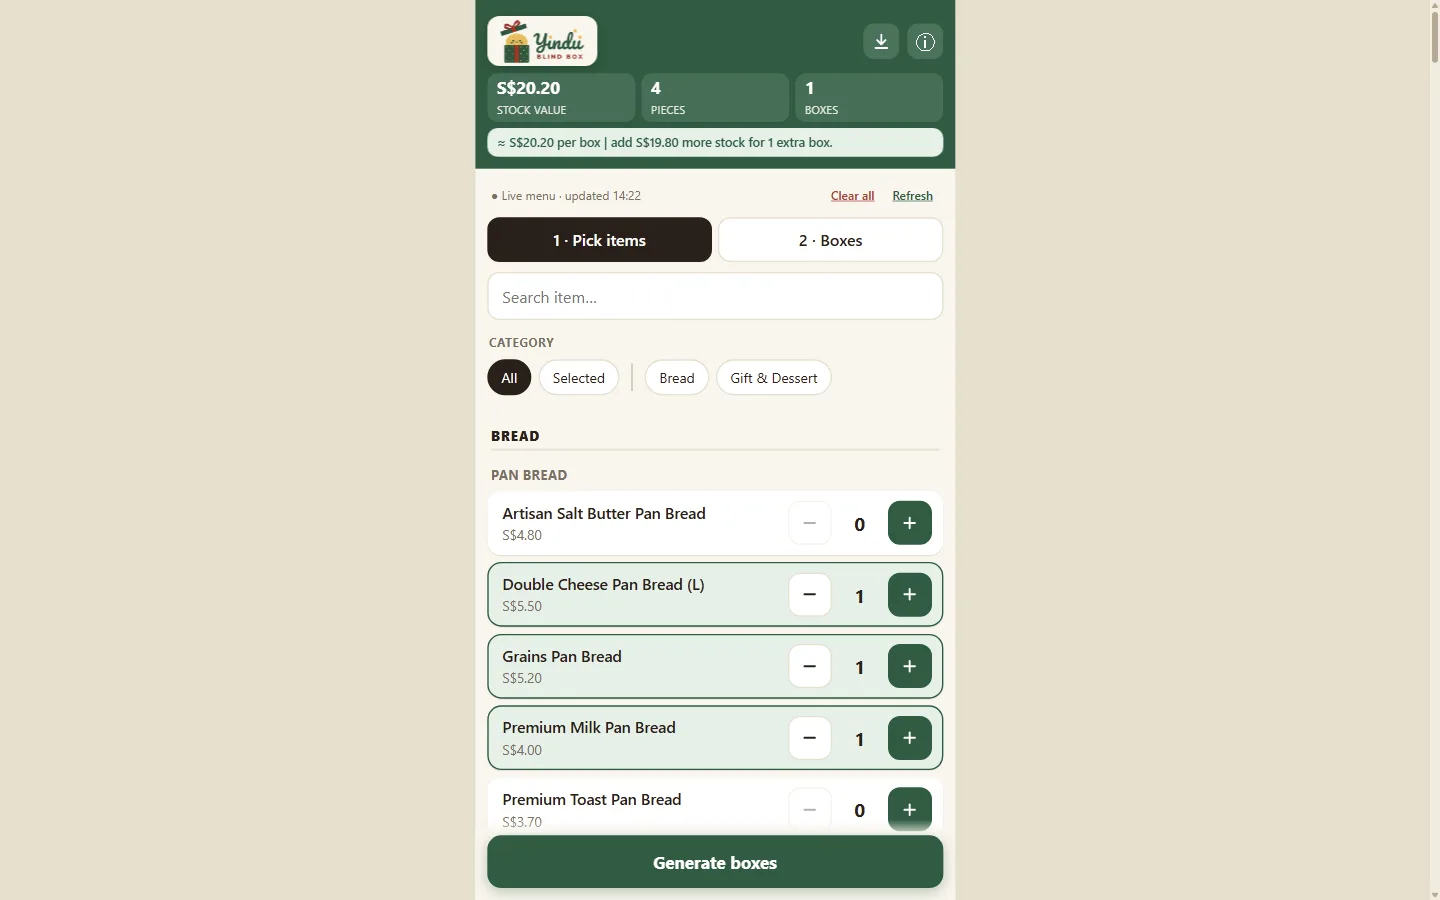 Yindu
BLIND BOX
S$20.20
STOCK VALUE
4
PIECES
1
BOXES
≈ S$20.20 per box | add S$19.80 more stock for 1 extra box.
● Live menu · updated 14:22
Clear all
Refresh
1 · Pick items
2 · Boxes
Search item...
CATEGORY
All
Selected
Bread
Gift & Dessert
BREAD
PAN BREAD
Artisan Salt Butter Pan Bread
S$4.80
− 0 +
Double Cheese Pan Bread (L)
S$5.50
− 1 +
Grains Pan Bread
S$5.20
− 1 +
Premium Milk Pan Bread
S$4.00
− 1 +
Premium Toast Pan Bread
S$3.70
− 0 +
Generate boxes